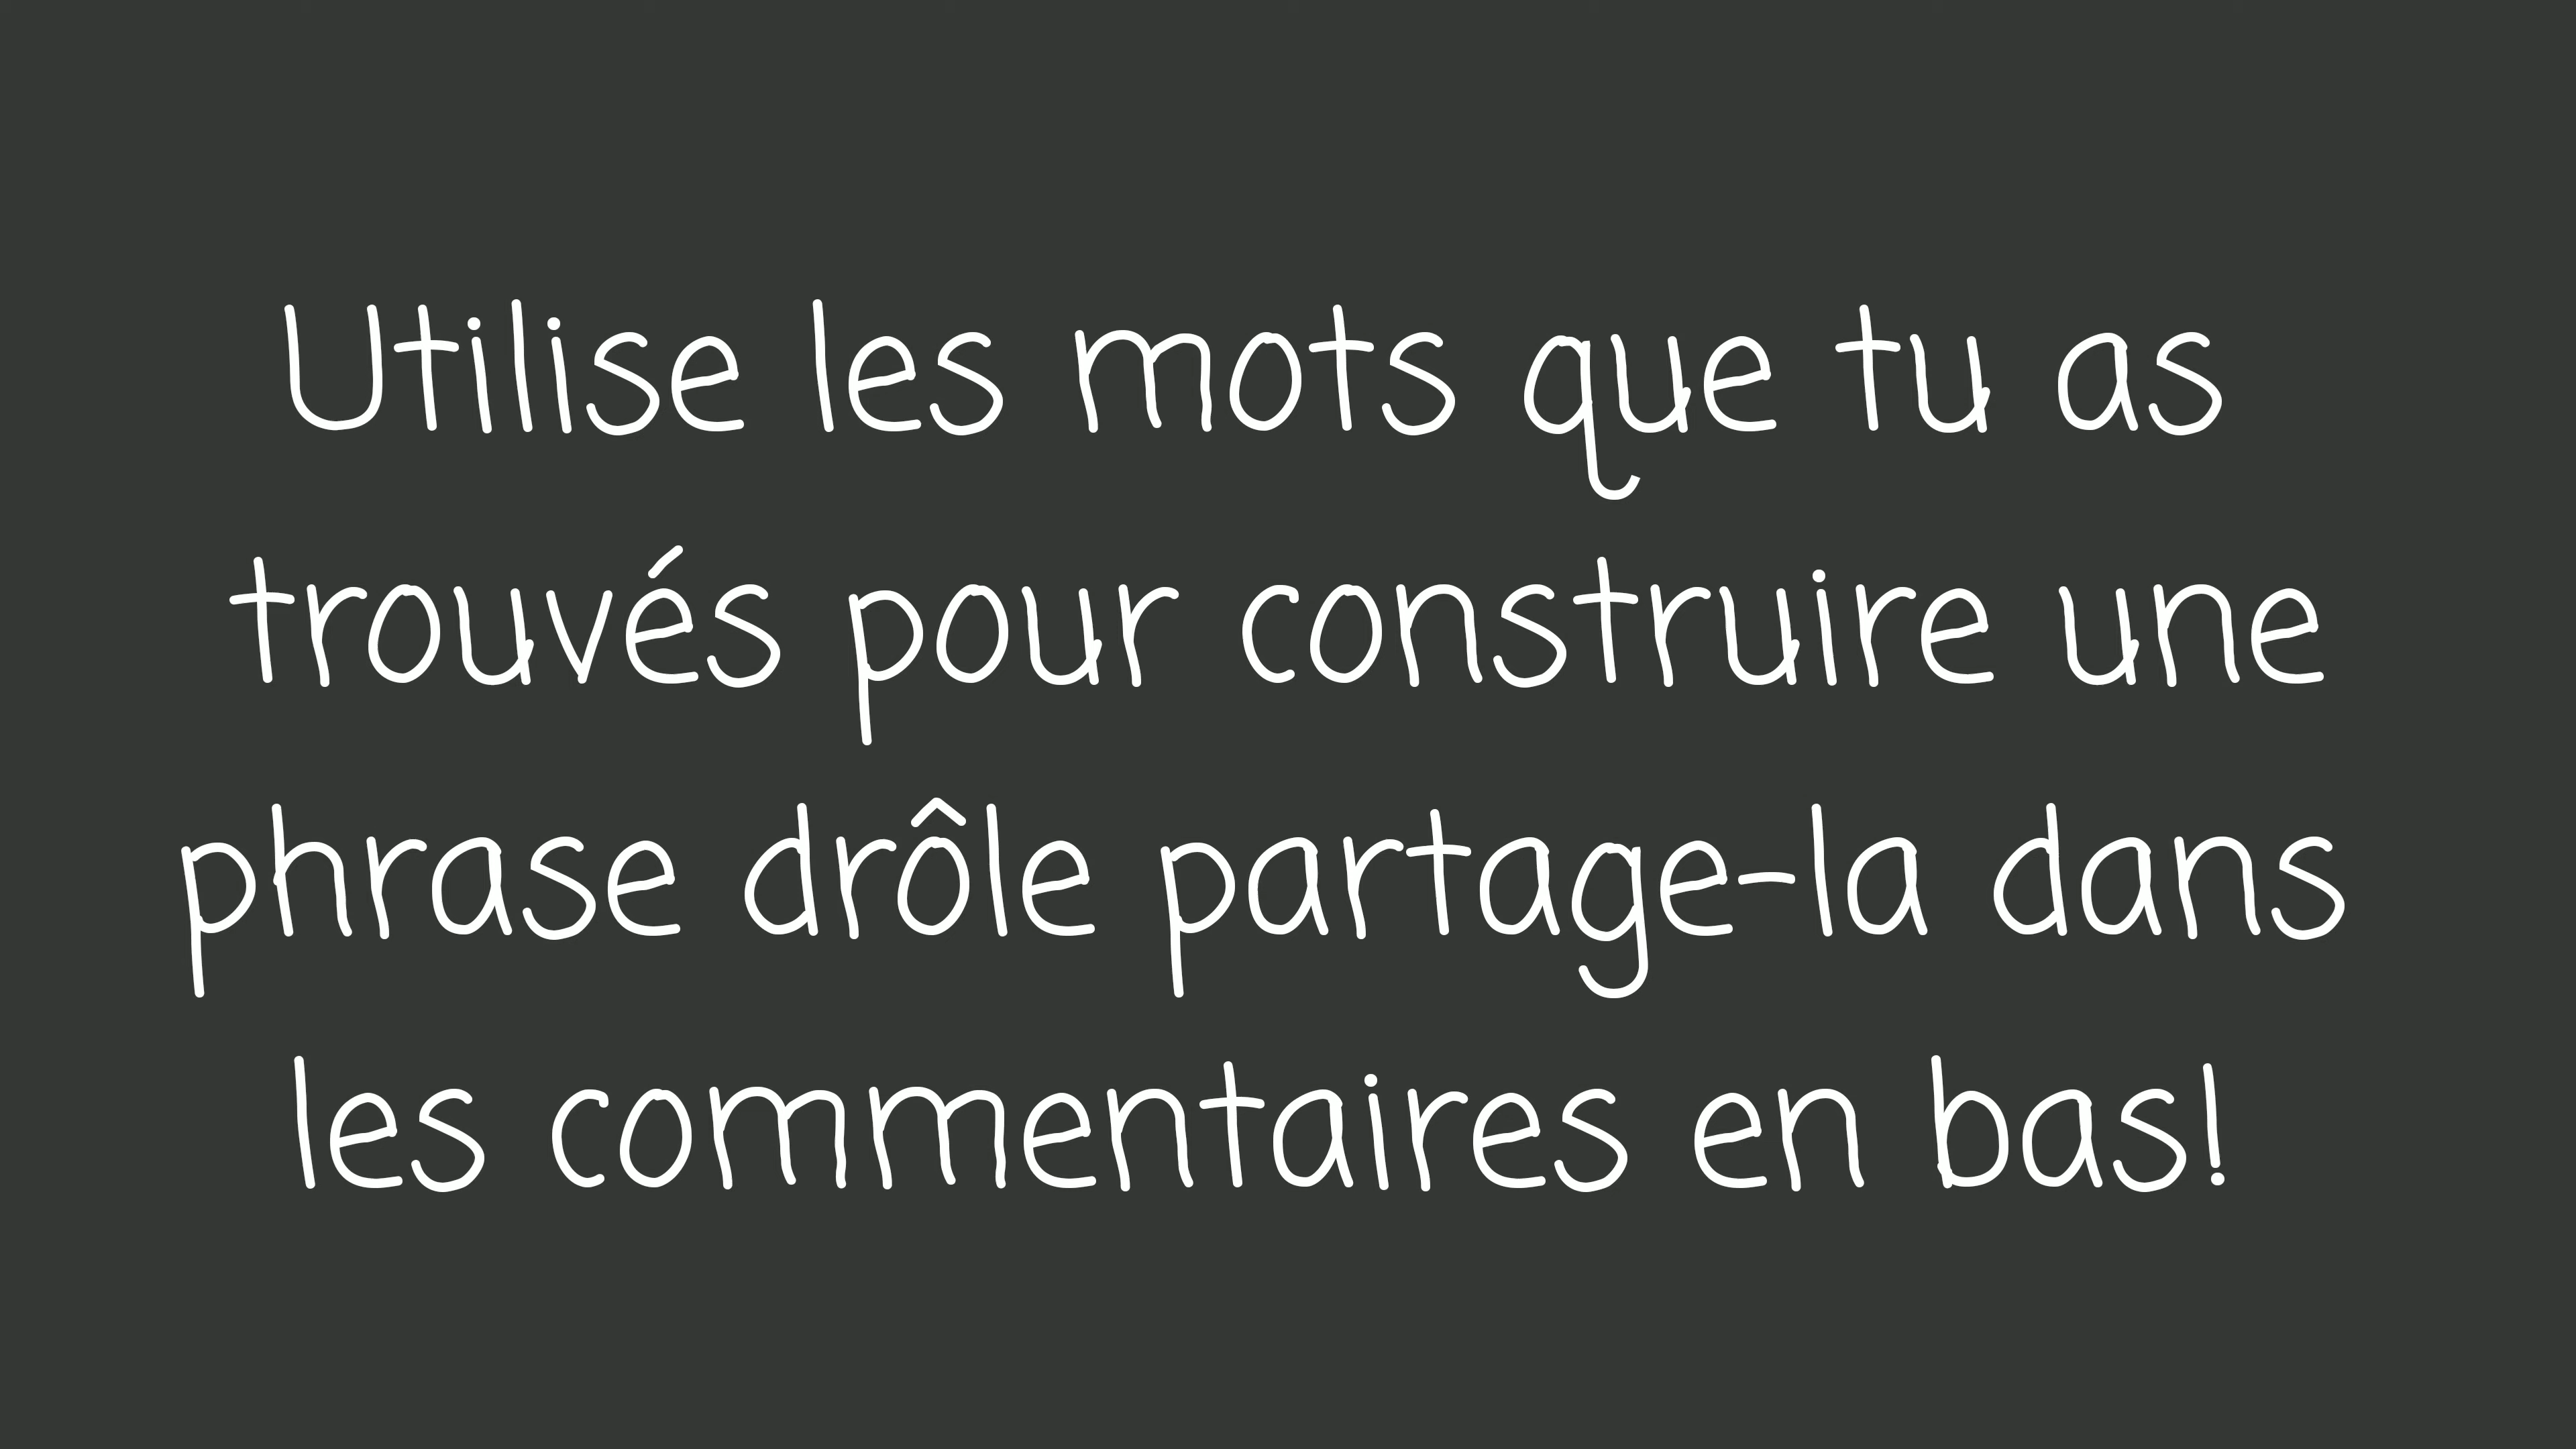 Utilise les mots que tu as
trouvés pour construire une
phrase drôle partage-la dans
les commentaires en bas!